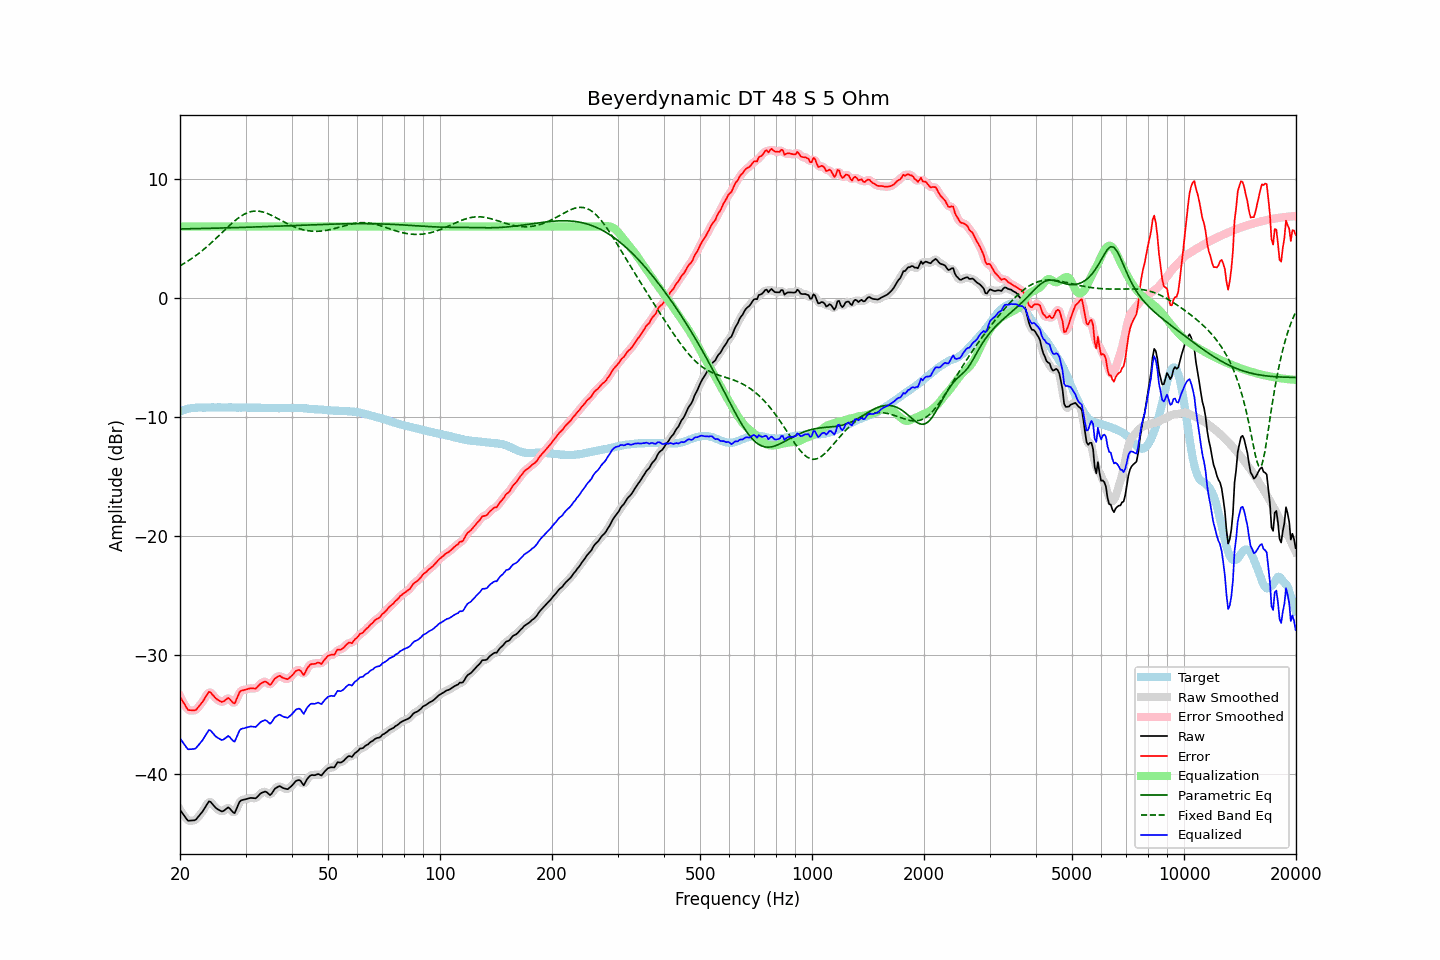 Beyerdynamic DT 48 S 5 Ohm
Amplitude (dBr)
10
0
−10
−20
−30
−40
Target
Raw Smoothed
Error Smoothed
Raw
Error
Equalization
Parametric Eq
Fixed Band Eq
Equalized
20 50 100 200 500 1000 2000 5000 10000 20000
Frequency (Hz)